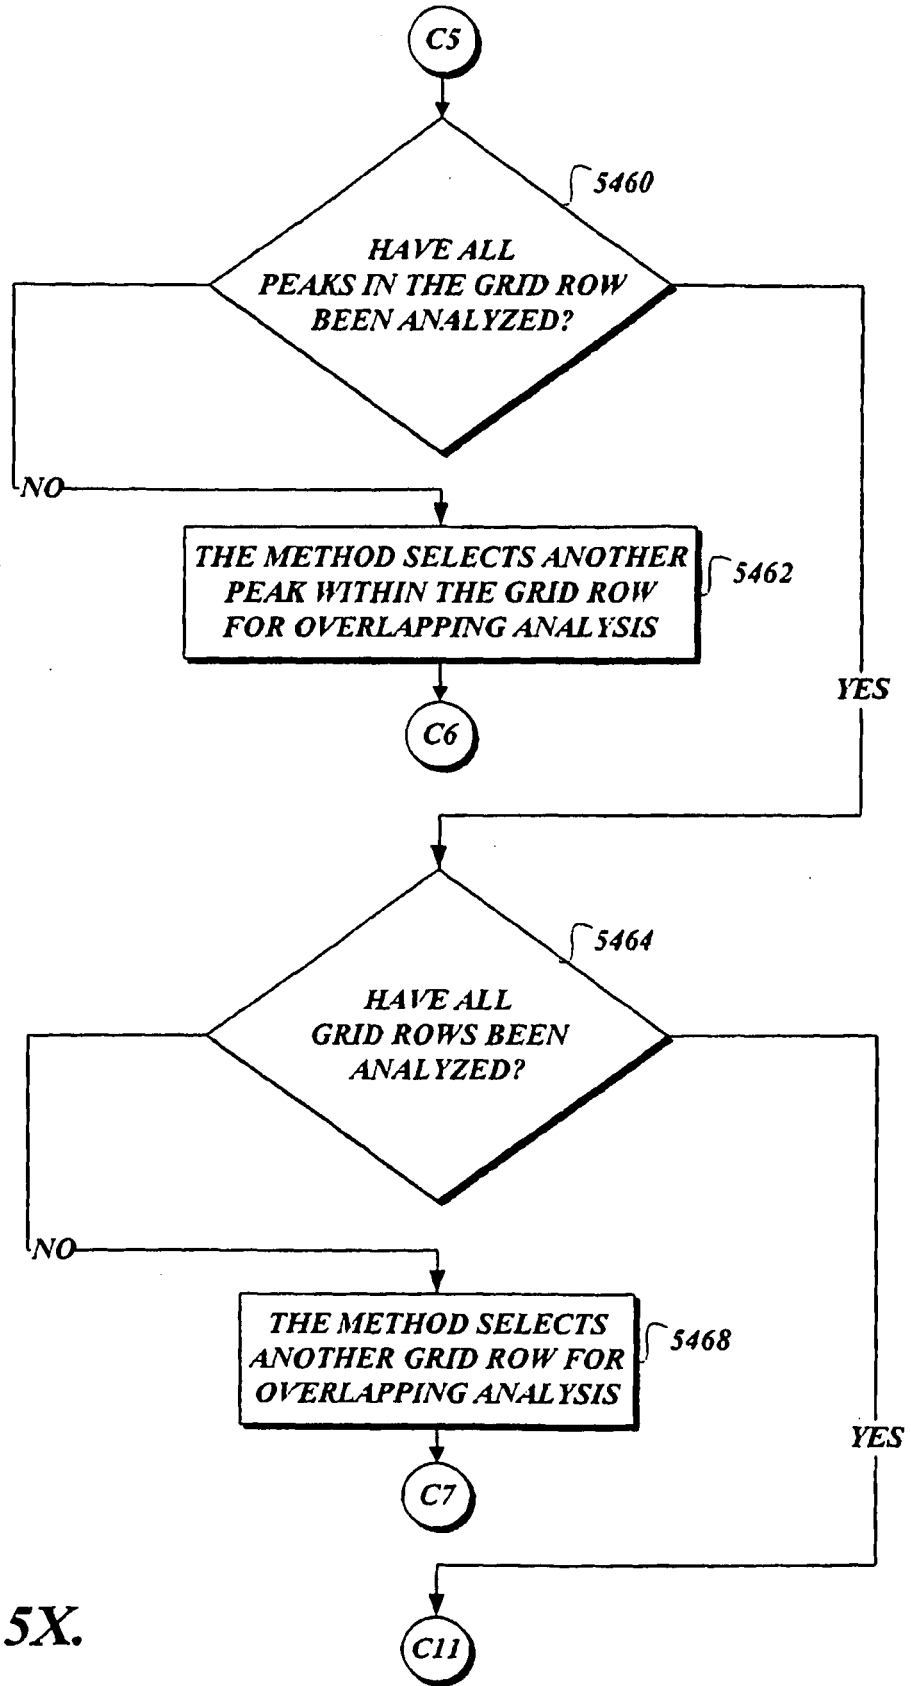 C5
5460
HAVE ALL
PEAKS IN THE GRID ROW
BEEN ANALYZED?
NO
THE METHOD SELECTS ANOTHER
PEAK WITHIN THE GRID ROW
FOR OVERLAPPING ANALYSIS
5462
YES
C6
5464
HAVE ALL
GRID ROWS BEEN
ANALYZED?
NO
THE METHOD SELECTS
ANOTHER GRID ROW FOR
OVERLAPPING ANALYSIS
5468
YES
C7
5X.
C11